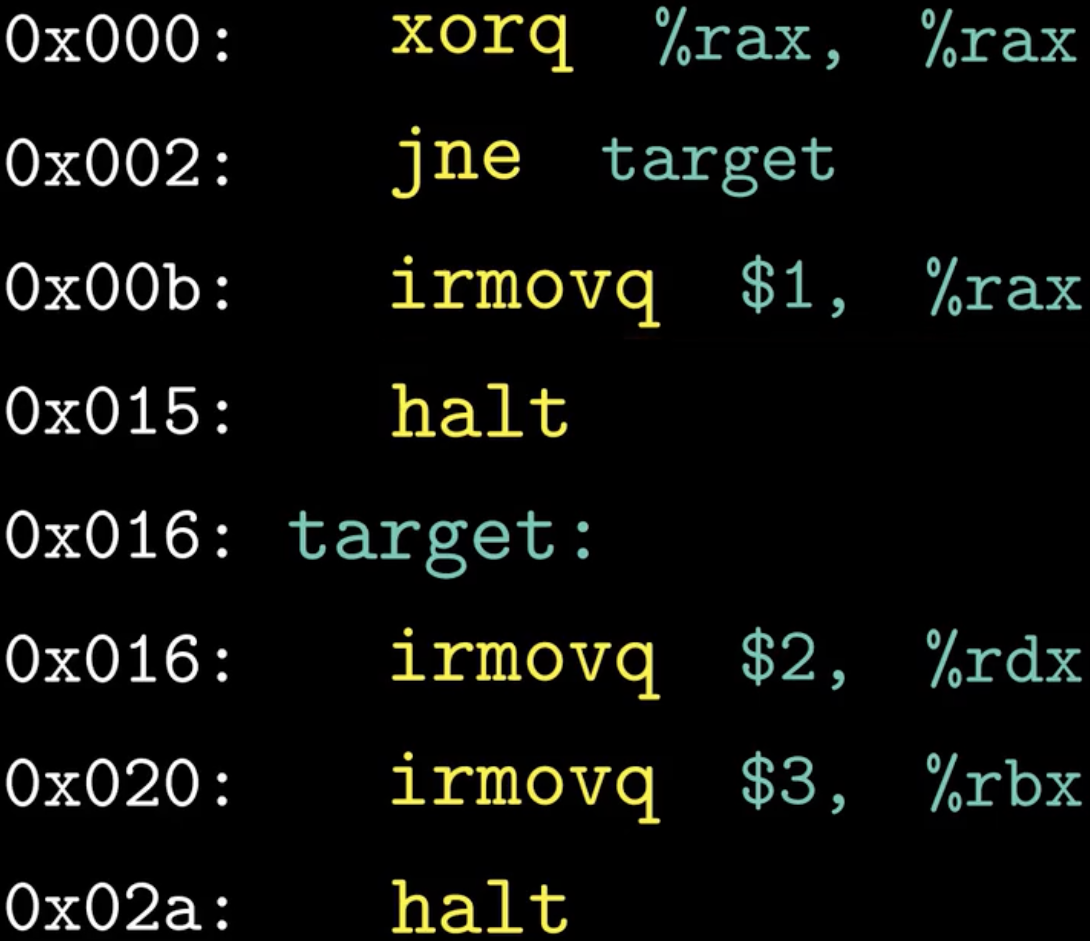 0x000: xorq %rax, %rax
0x002: jne target
0x00b: irmovq $1, %rax
0x015: halt
0x016: target:
0x016: irmovq $2, %rdx
0x020: irmovq $3, %rbx
0x02a: halt